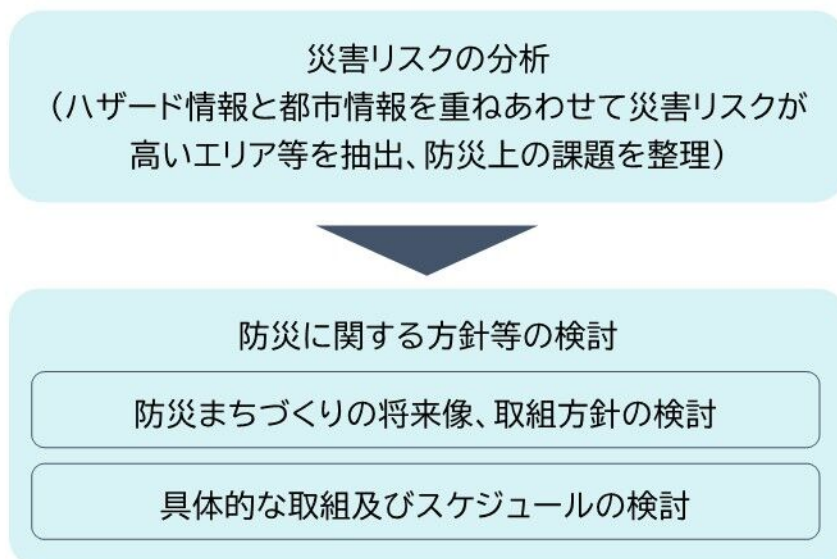 災害リスクの分析
（ハザード情報と都市情報を重ねあわせて災害リスクが
高いエリア等を抽出、防災上の課題を整理）
防災に関する方針等の検討
防災まちづくりの将来像、取組方針の検討
具体的な取組及びスケジュールの検討